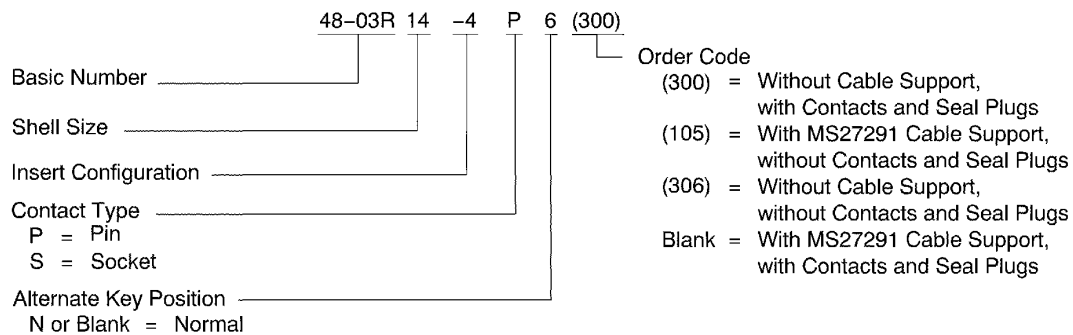 48-03R 14 -4 P 6 (300)
Basic Number
Shell Size
Insert Configuration
Contact Type
P = Pin
S = Socket
Alternate Key Position
N or Blank = Normal
Order Code
(300) = Without Cable Support,
with Contacts and Seal Plugs
(105) = With MS27291 Cable Support,
without Contacts and Seal Plugs
(306) = Without Cable Support,
without Contacts and Seal Plugs
Blank = With MS27291 Cable Support,
with Contacts and Seal Plugs